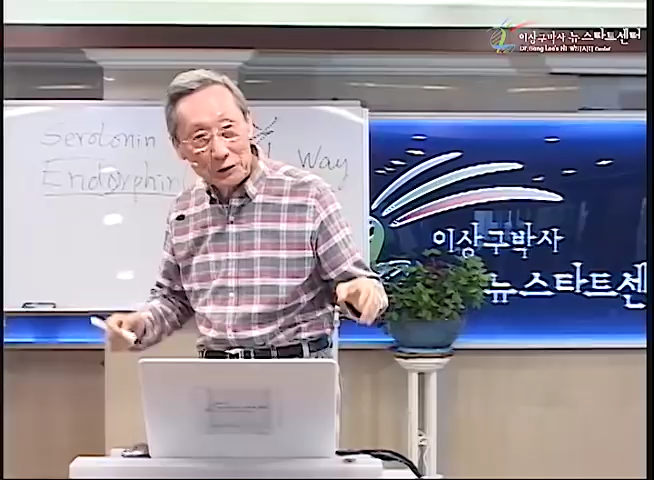 이상구박사 뉴스타트센터
Dr. Sang Lee's NEWSTART Center
Serotonin
Way
Endorphin
이상구박사
뉴스타트센